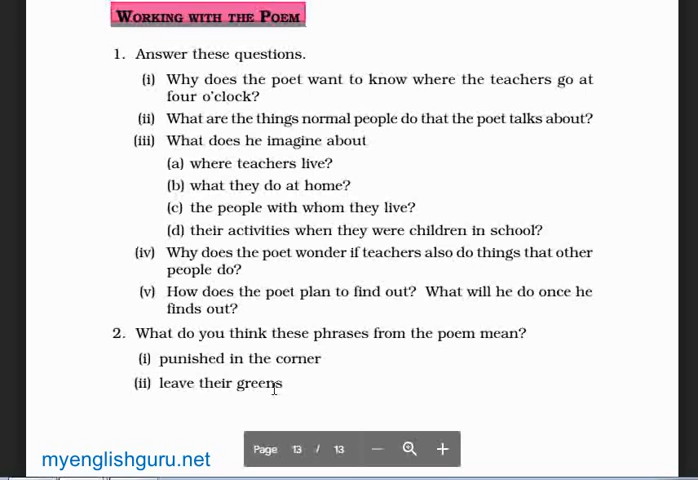 WORKING WITH THE POEM
1. Answer these questions.
(i) Why does the poet want to know where the teachers go at
four o'clock?
(ii) What are the things normal people do that the poet talks about?
(iii) What does he imagine about
(a) where teachers live?
(b) what they do at home?
(c) the people with whom they live?
(d) their activities when they were children in school?
(iv) Why does the poet wonder if teachers also do things that other
people do?
(v) How does the poet plan to find out? What will he do once he
finds out?
2. What do you think these phrases from the poem mean?
(i) punished in the corner
(ii) leave their greens
Page 13 / 13
myenglishguru.net